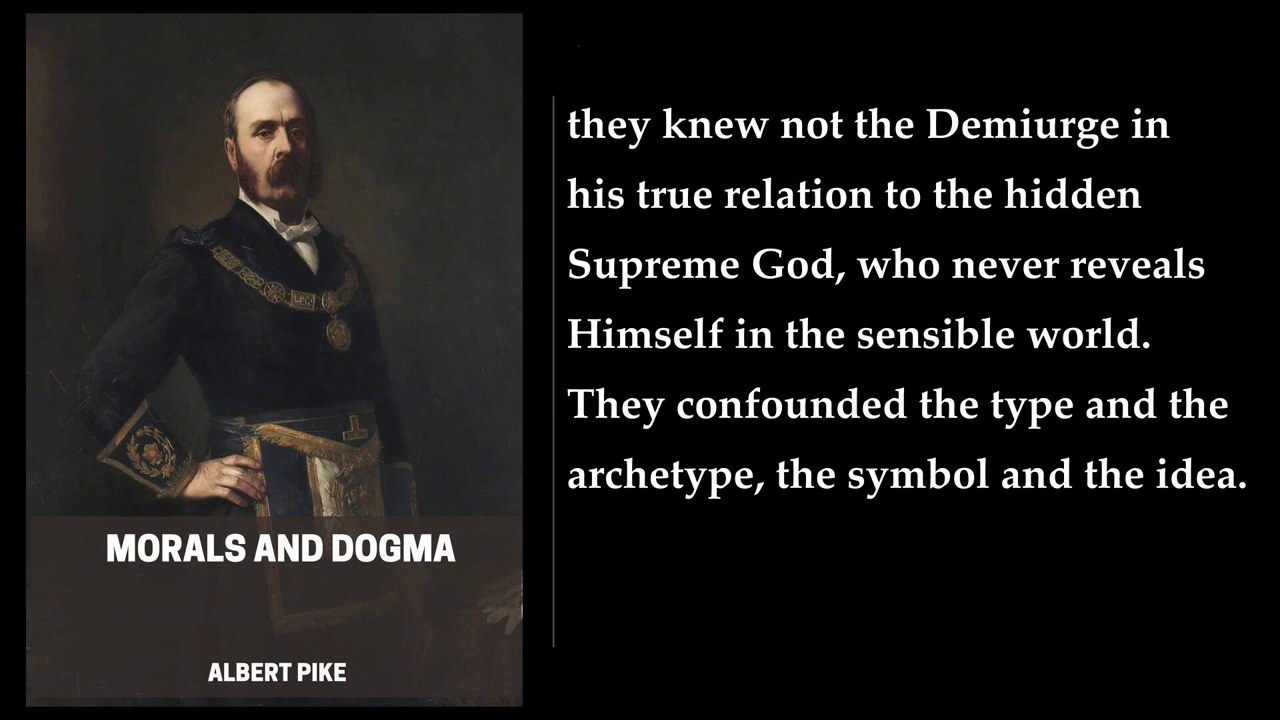 they knew not the Demiurge in
his true relation to the hidden
Supreme God, who never reveals
Himself in the sensible world.
They confounded the type and the
archetype, the symbol and the idea.
MORALS AND DOGMA
ALBERT PIKE